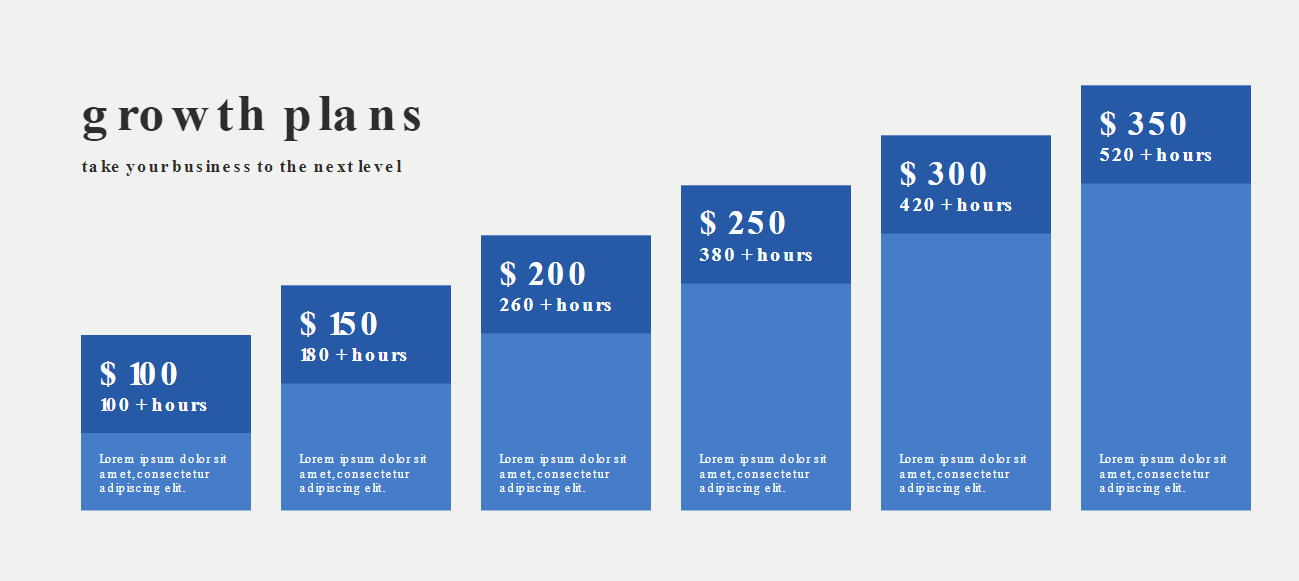 growth plans
take your business to the next level
$ 100
100 + hours
Lorem ipsum dolor sit
amet, consectetur
adipiscing elit.
$ 150
180 + hours
Lorem ipsum dolor sit
amet, consectetur
adipiscing elit.
$ 200
260 + hours
Lorem ipsum dolor sit
amet, consectetur
adipiscing elit.
$ 250
380 + hours
Lorem ipsum dolor sit
amet, consectetur
adipiscing elit.
$ 300
420 + hours
Lorem ipsum dolor sit
amet, consectetur
adipiscing elit.
$ 350
520 + hours
Lorem ipsum dolor sit
amet, consectetur
adipiscing elit.